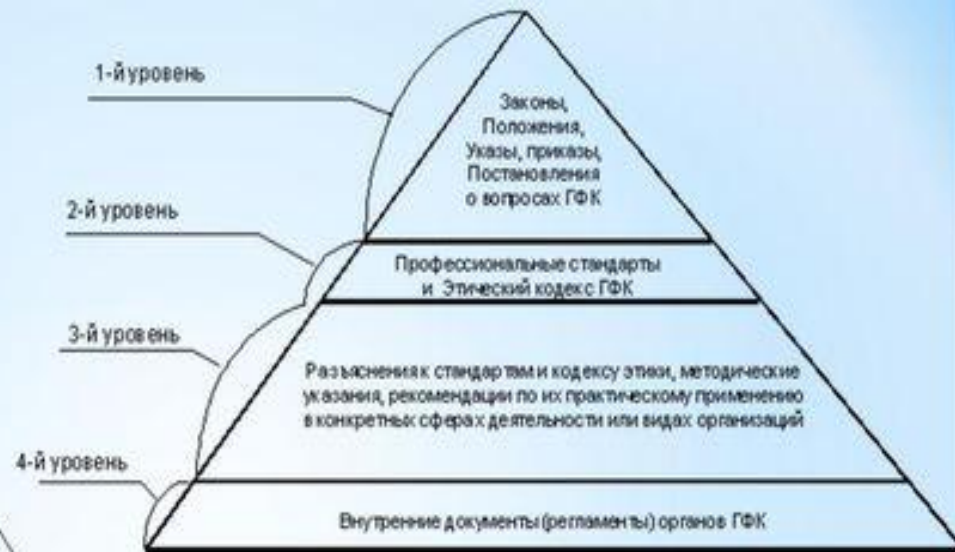 1-й уровень
Законы,
Положения,
Указы, приказы,
Постановления
о вопросах ГФК
2-й уровень
Профессиональные стандарты
и Этический кодекс ГФК
3-й уровень
Разъяснения к стандартам и кодексу этики, методические
указания, рекомендации по их практическому применению
в конкретных сферах деятельности или видах организаций
4-й уровень
Внутренние документы (регламенты) органов ГФК